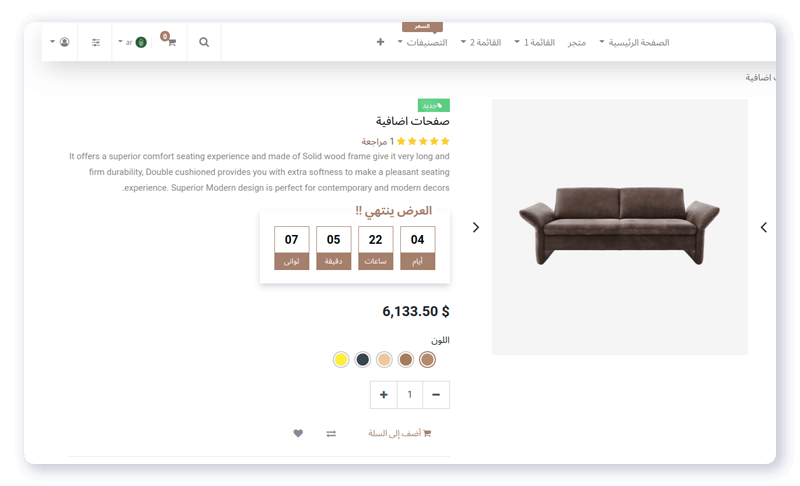 السعر
الصفحة الرئيسية متجر القائمة 1 القائمة 2 التصنيفات
0
ar
اضافية
جديد
صفحات اضافية
1 مراجعة
It offers a superior comfort seating experience and made of Solid wood frame give it very long and
firm durability, Double cushioned provides you with extra softness to make a pleasant seating
experience. Superior Modern design is perfect for contemporary and modern decors.
العرض ينتهي !!
04 22 05 07
أيام ساعات دقيقة ثوانى
$ 6,133.50
اللون
1
أضف إلى السلة